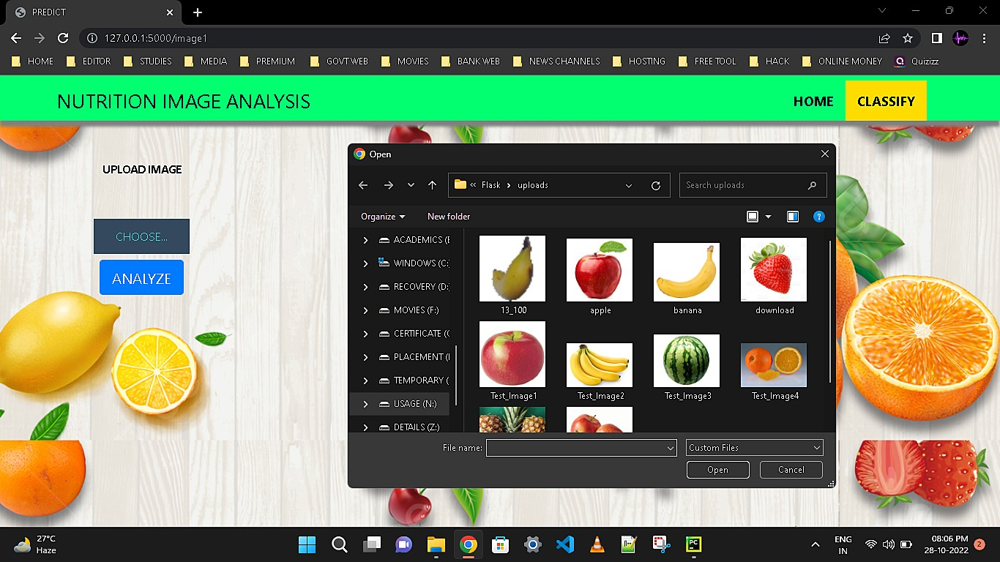 PREDICT
127.0.0.1:5000/image1
HOME EDITOR STUDIES MEDIA PREMIUM GOVT WEB MOVIES BANK WEB NEWS CHANNELS HOSTING FREE TOOL HACK ONLINE MONEY Quizizz
NUTRITION IMAGE ANALYSIS HOME CLASSIFY
UPLOAD IMAGE
CHOOSE...
ANALYZE
Open
« Flask > uploads Search uploads
Organize New folder
ACADEMICS (E
WINDOWS (C:
RECOVERY (D:
MOVIES (F:)
CERTIFICATE (
PLACEMENT (
TEMPORARY (
USAGE (N:)
DETAILS (Z:)
13_100 apple banana download
Test_Image1 Test_Image2 Test_Image3 Test_Image4
File name: Custom Files
Open Cancel
27°C
Haze
PC
ENG
IN
08:06 PM
28-10-2022
2